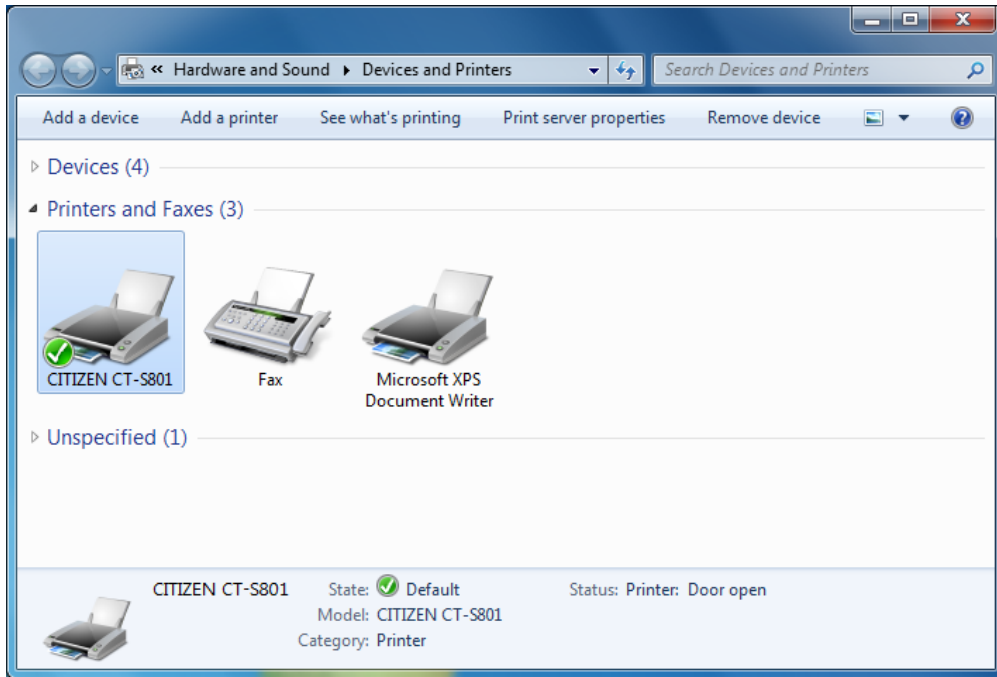 « Hardware and Sound ▸ Devices and Printers
Search Devices and Printers
Add a device Add a printer See what's printing Print server properties Remove device
Devices (4)
Printers and Faxes (3)
CITIZEN CT-S801
Fax
Microsoft XPS
Document Writer
Unspecified (1)
CITIZEN CT-S801 State: Default Status: Printer: Door open
Model: CITIZEN CT-S801
Category: Printer